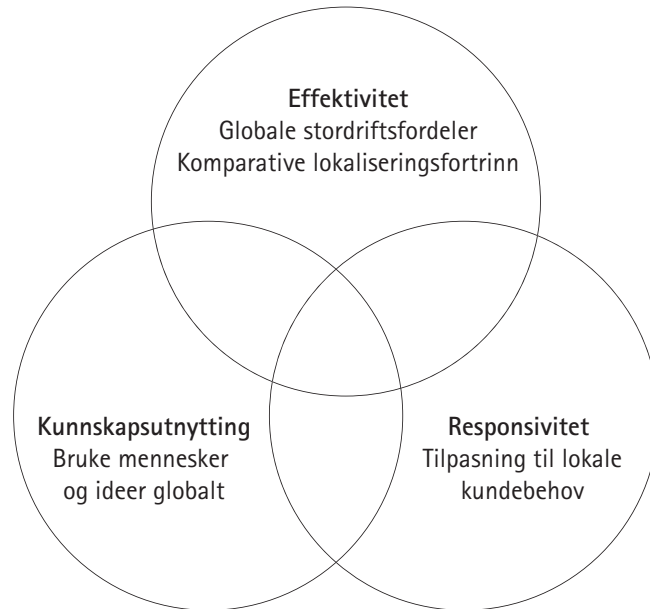 Effektivitet
Globale stordriftsfordeler
Komparative lokaliseringsfortrinn
Kunnskapsutnytting
Bruke mennesker
og ideer globalt
Responsivitet
Tilpasning til lokale
kundebehov